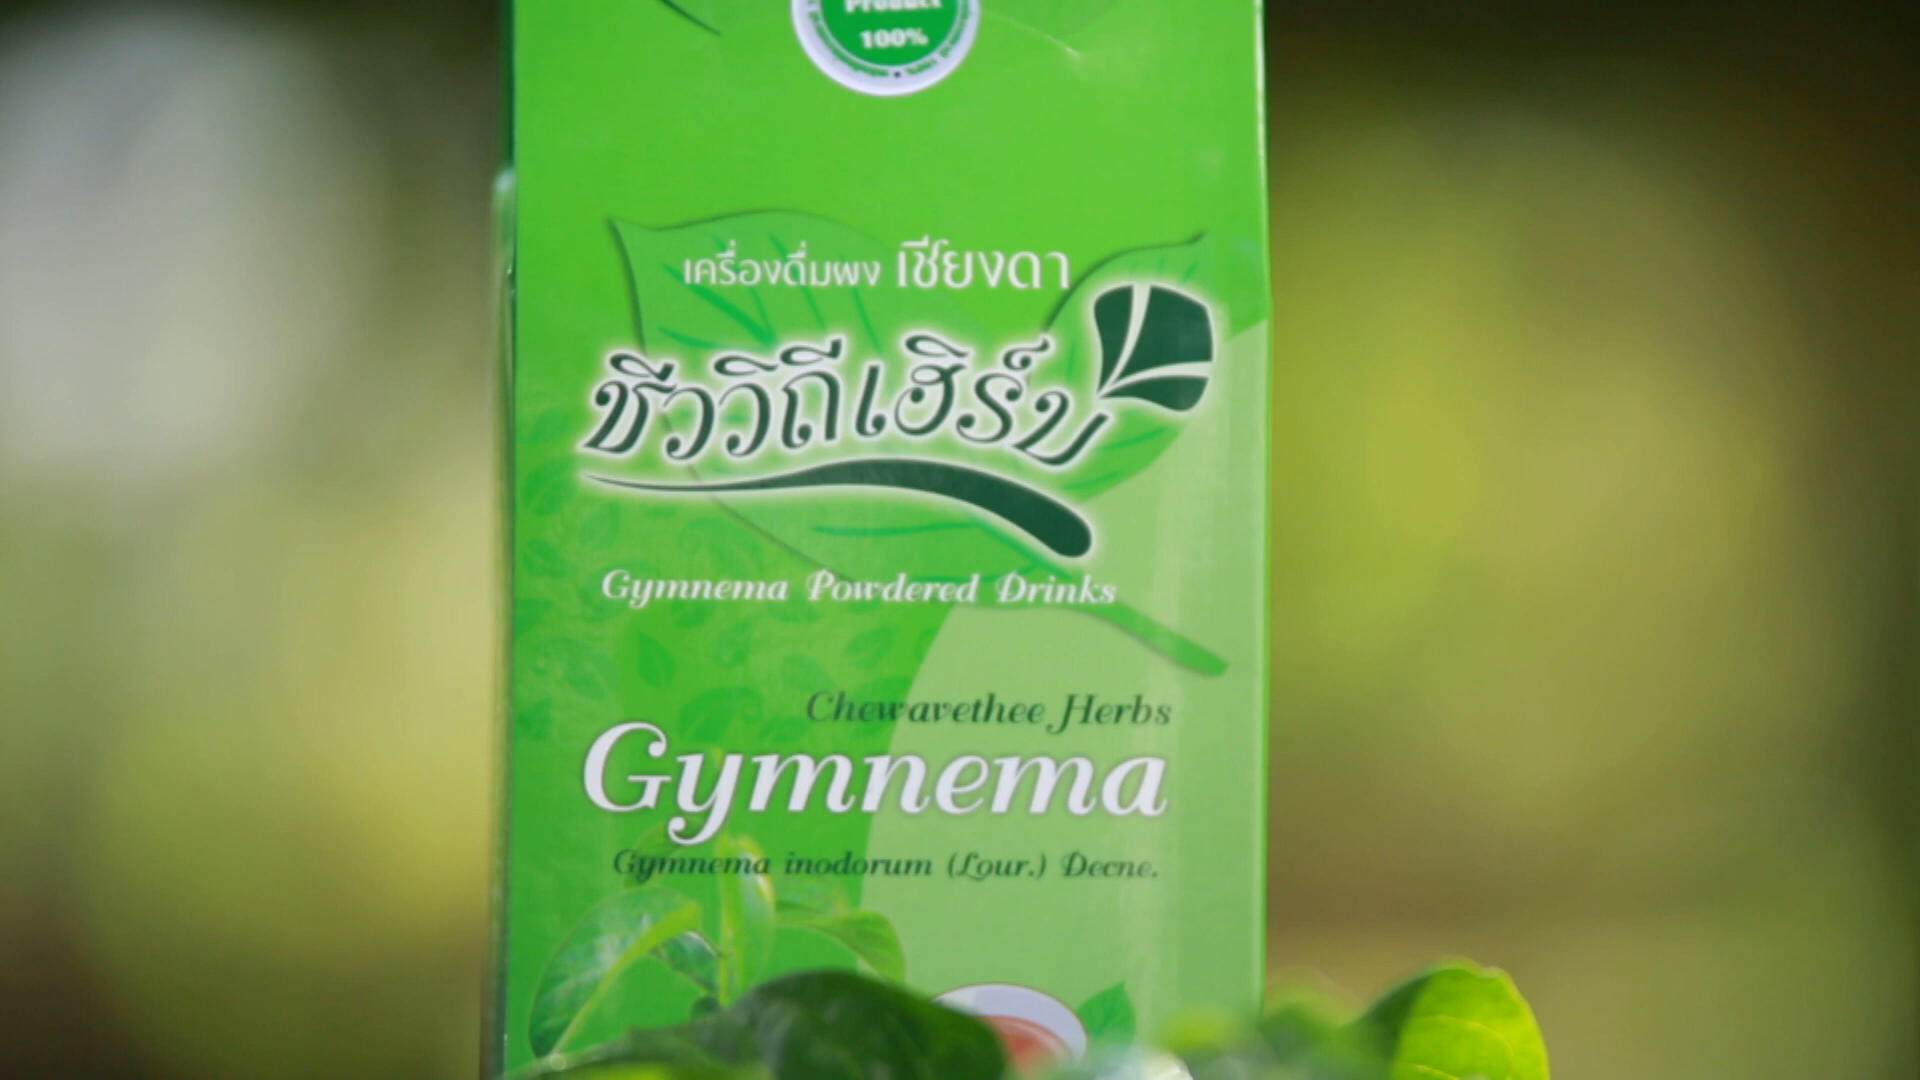 Product
100%
เครื่องดื่มผง เชียงดา
ชีววิถีเฮิร์บ
Gymnema Powdered Drinks
Chewavethee Herbs
Gymnema
Gymnema inodorum (Lour.) Decne.